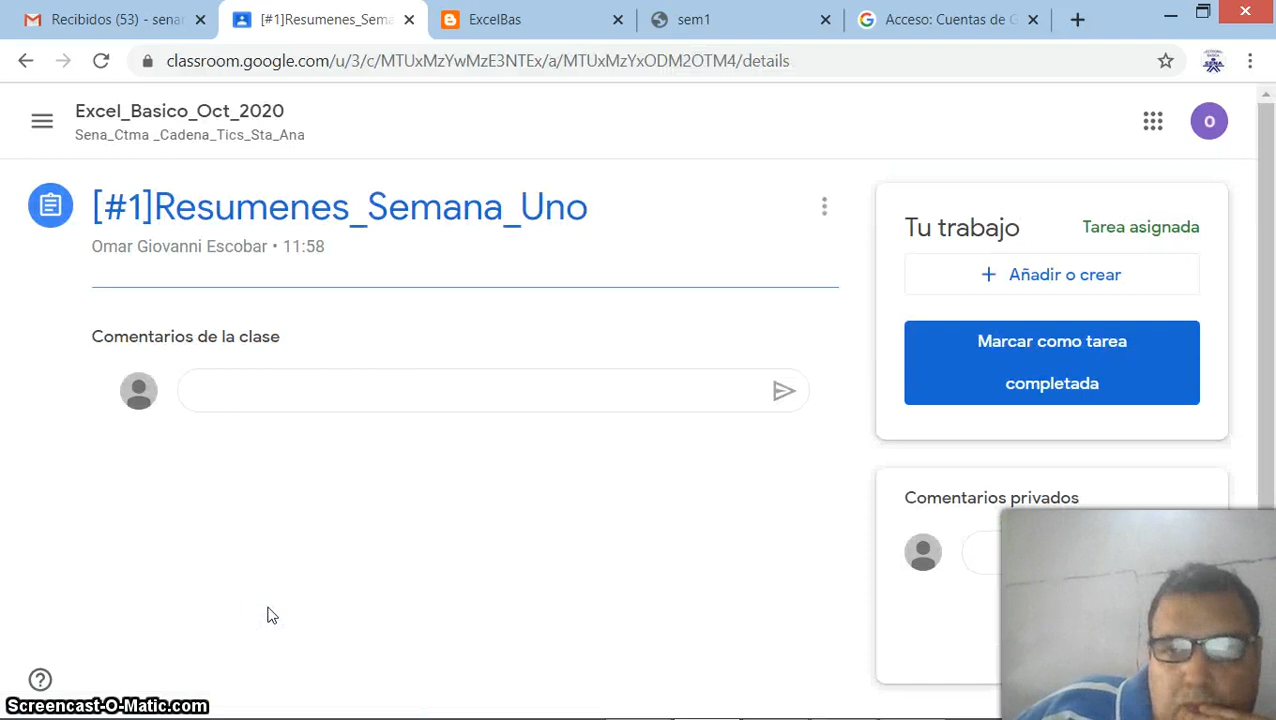 Recibidos (53) - senar
[#1]Resumenes_Sema
ExcelBas
sem1
Acceso: Cuentas de G
classroom.google.com/u/3/c/MTUxMzYwMzE3NTEx/a/MTUxMzYxODM2OTM4/details
Excel_Basico_Oct_2020
Sena_Ctma _Cadena_Tics_Sta_Ana
O
[#1]Resumenes_Semana_Uno
Omar Giovanni Escobar • 11:58
Tu trabajo
Tarea asignada
+ Añadir o crear
Marcar como tarea
completada
Comentarios de la clase
Comentarios privados
Screencast-O-Matic.com